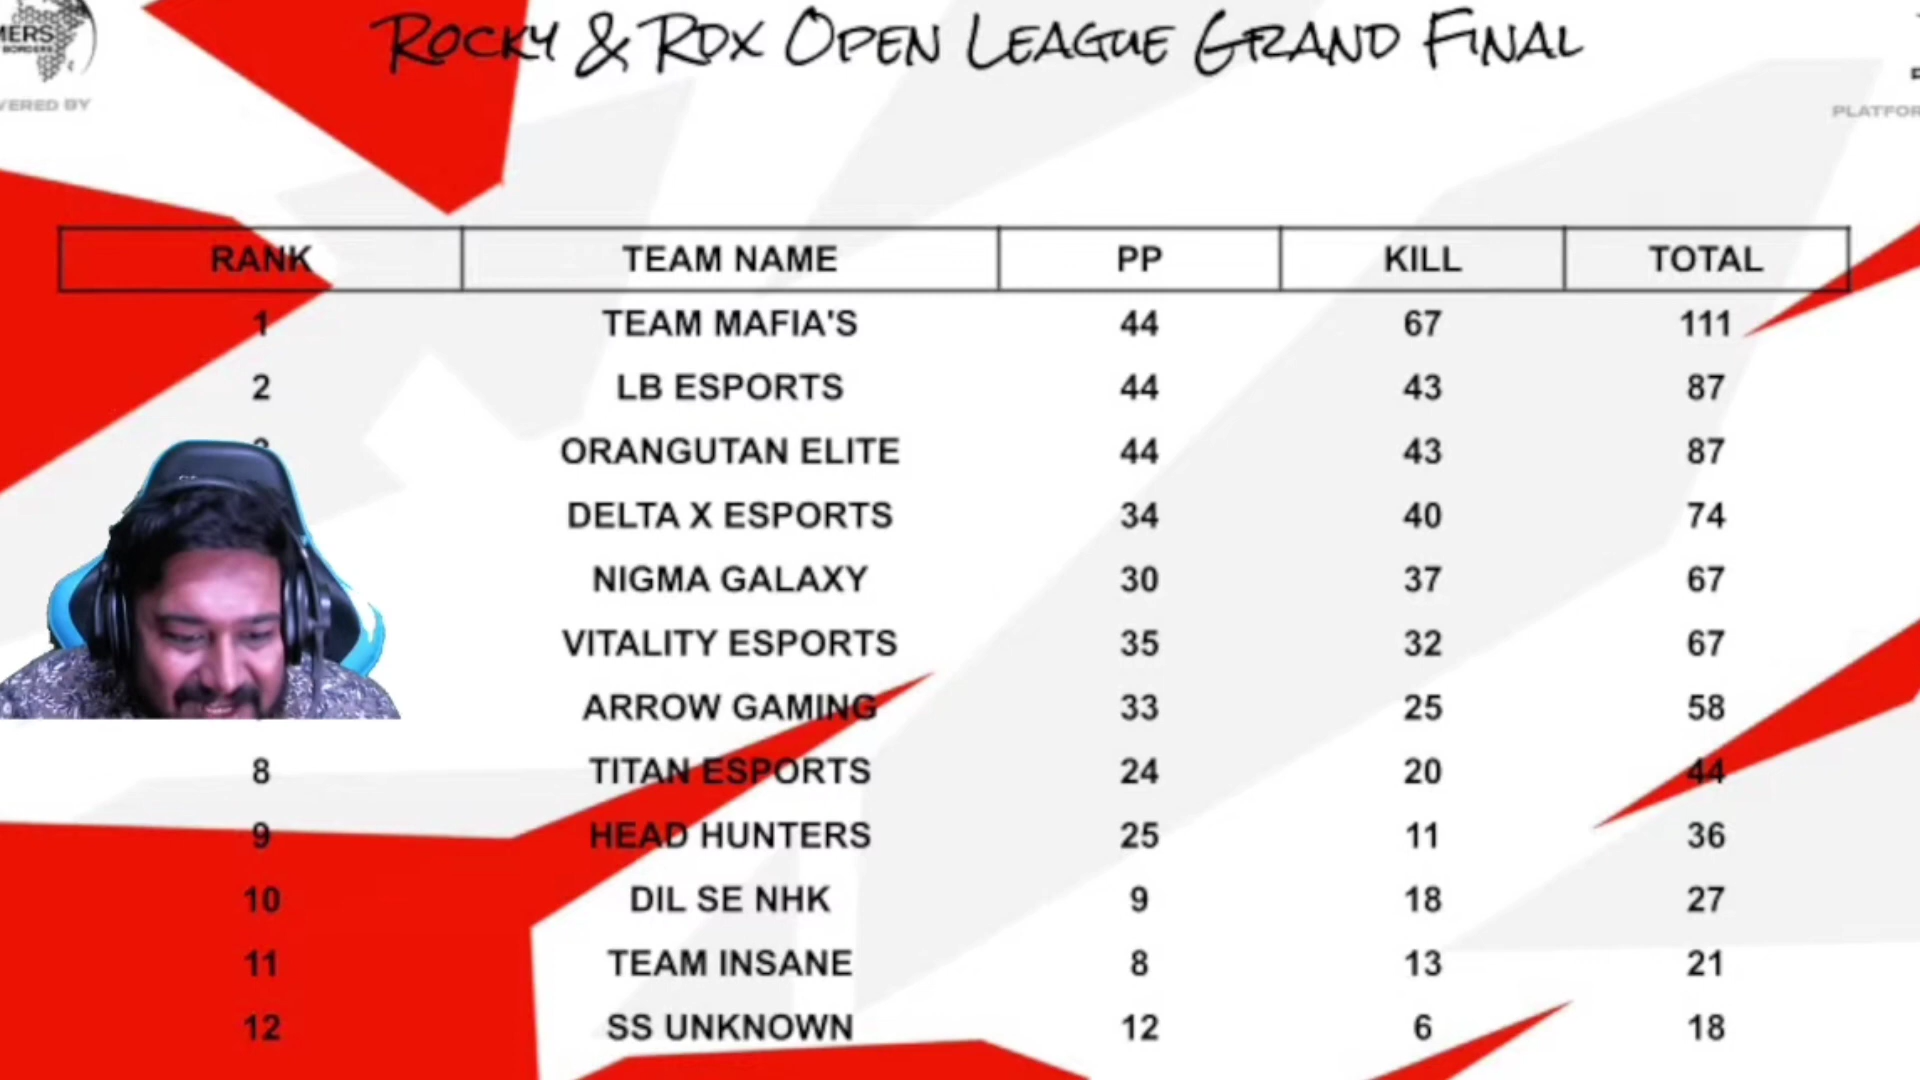 ROCKY & RDX OPEN LEAGUE GRAND FINAL
RANK TEAM NAME PP KILL TOTAL
1 TEAM MAFIA'S 44 67 111
2 LB ESPORTS 44 43 87
ORANGUTAN ELITE 44 43 87
DELTA X ESPORTS 34 40 74
NIGMA GALAXY 30 37 67
VITALITY ESPORTS 35 32 67
ARROW GAMING 33 25 58
8 TITAN ESPORTS 24 20 44
9 HEAD HUNTERS 25 11 36
10 DIL SE NHK 9 18 27
11 TEAM INSANE 8 13 21
12 SS UNKNOWN 12 6 18